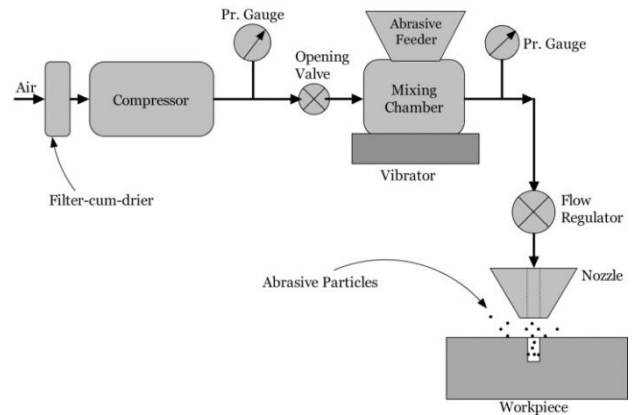 Pr. Gauge
Abrasive
Feeder
Pr. Gauge
Opening
Valve
Air
Compressor
Mixing
Chamber
Vibrator
Filter-cum-drier
Flow
Regulator
Abrasive Particles
Nozzle
Workpiece